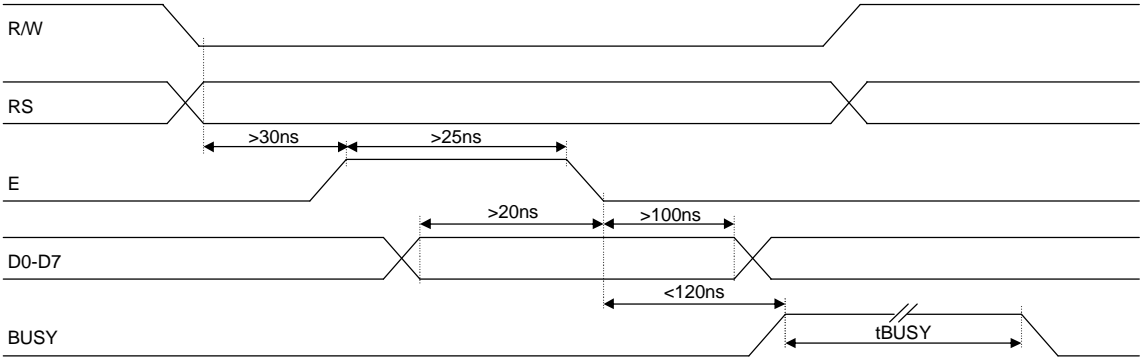 R/W
RS
>30ns >25ns
E
>20ns >100ns
D0-D7
<120ns
BUSY tBUSY